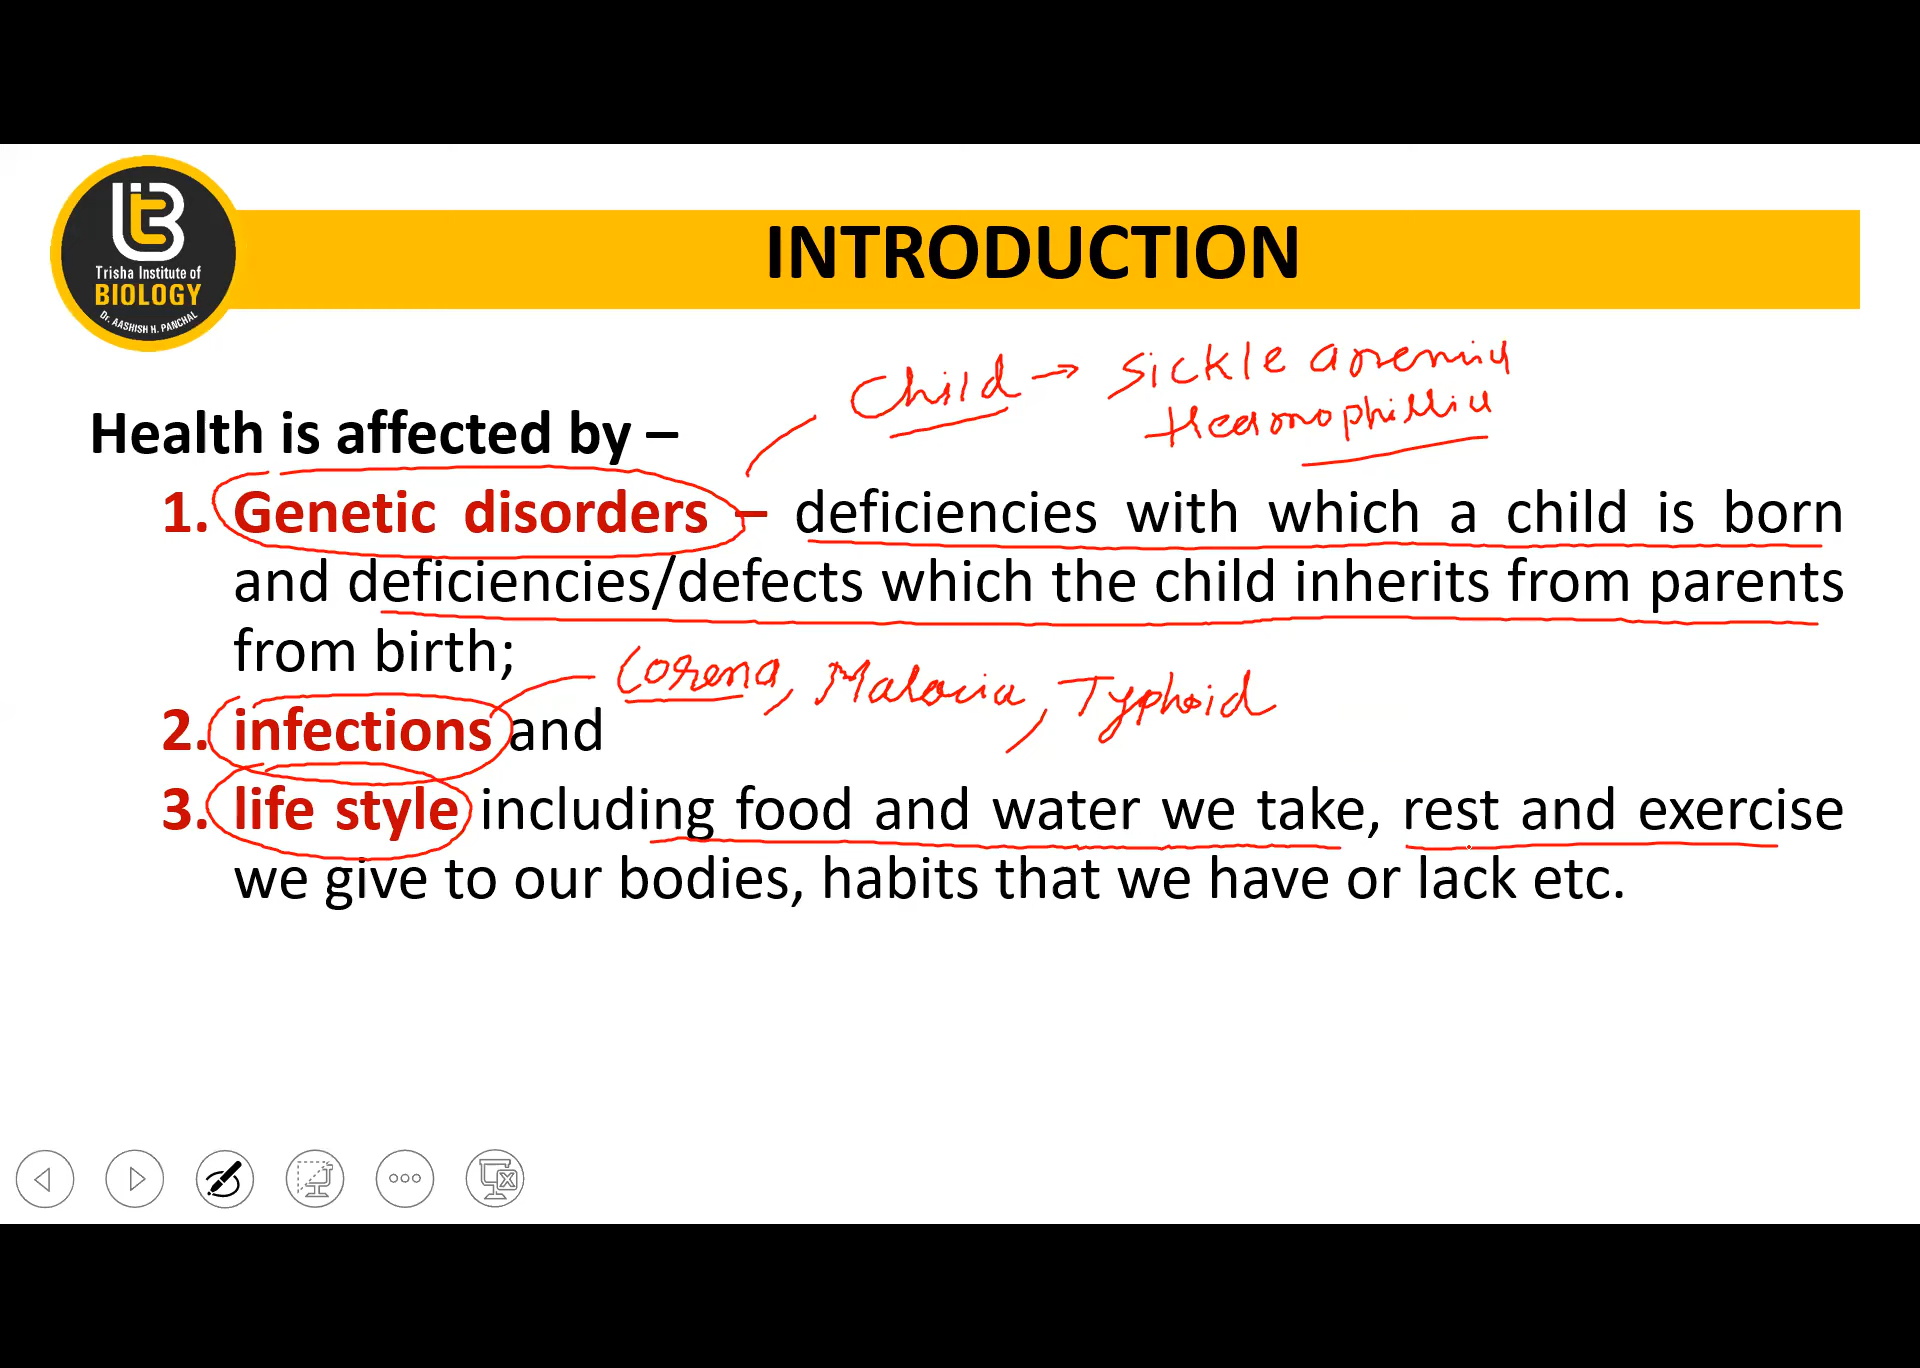 Trisha Institute of
BIOLOGY
Dr. AASHISH H. PANCHAL
INTRODUCTION
Child → Sickle anemia
Heamophillia
Health is affected by –
1. Genetic disorders – deficiencies with which a child is born
and deficiencies/defects which the child inherits from parents
from birth;
Corona, Malaria, Typhoid
2. infections and
3. life style including food and water we take, rest and exercise
we give to our bodies, habits that we have or lack etc.